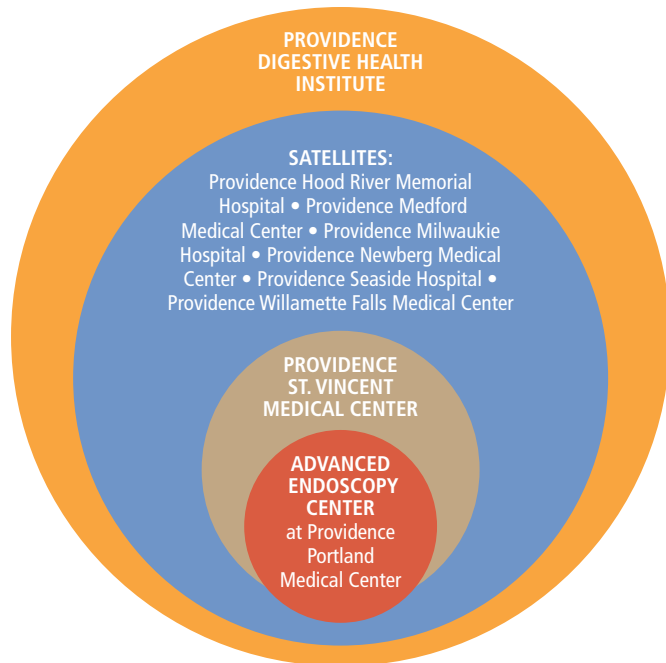 PROVIDENCE
DIGESTIVE HEALTH
INSTITUTE
SATELLITES:
Providence Hood River Memorial
Hospital • Providence Medford
Medical Center • Providence Milwaukie
Hospital • Providence Newberg Medical
Center • Providence Seaside Hospital •
Providence Willamette Falls Medical Center
PROVIDENCE
ST. VINCENT
MEDICAL CENTER
ADVANCED
ENDOSCOPY
CENTER
at Providence
Portland
Medical Center